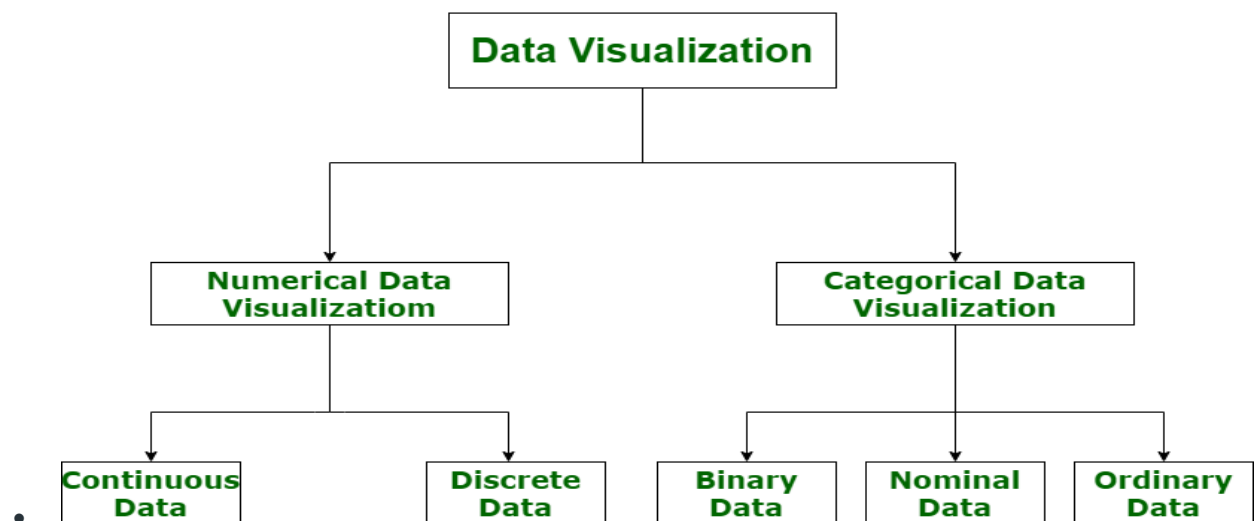 Data Visualization
Numerical Data
Visualizatiom
Categorical Data
Visualization
Continuous
Data
Discrete
Data
Binary
Data
Nominal
Data
Ordinary
Data